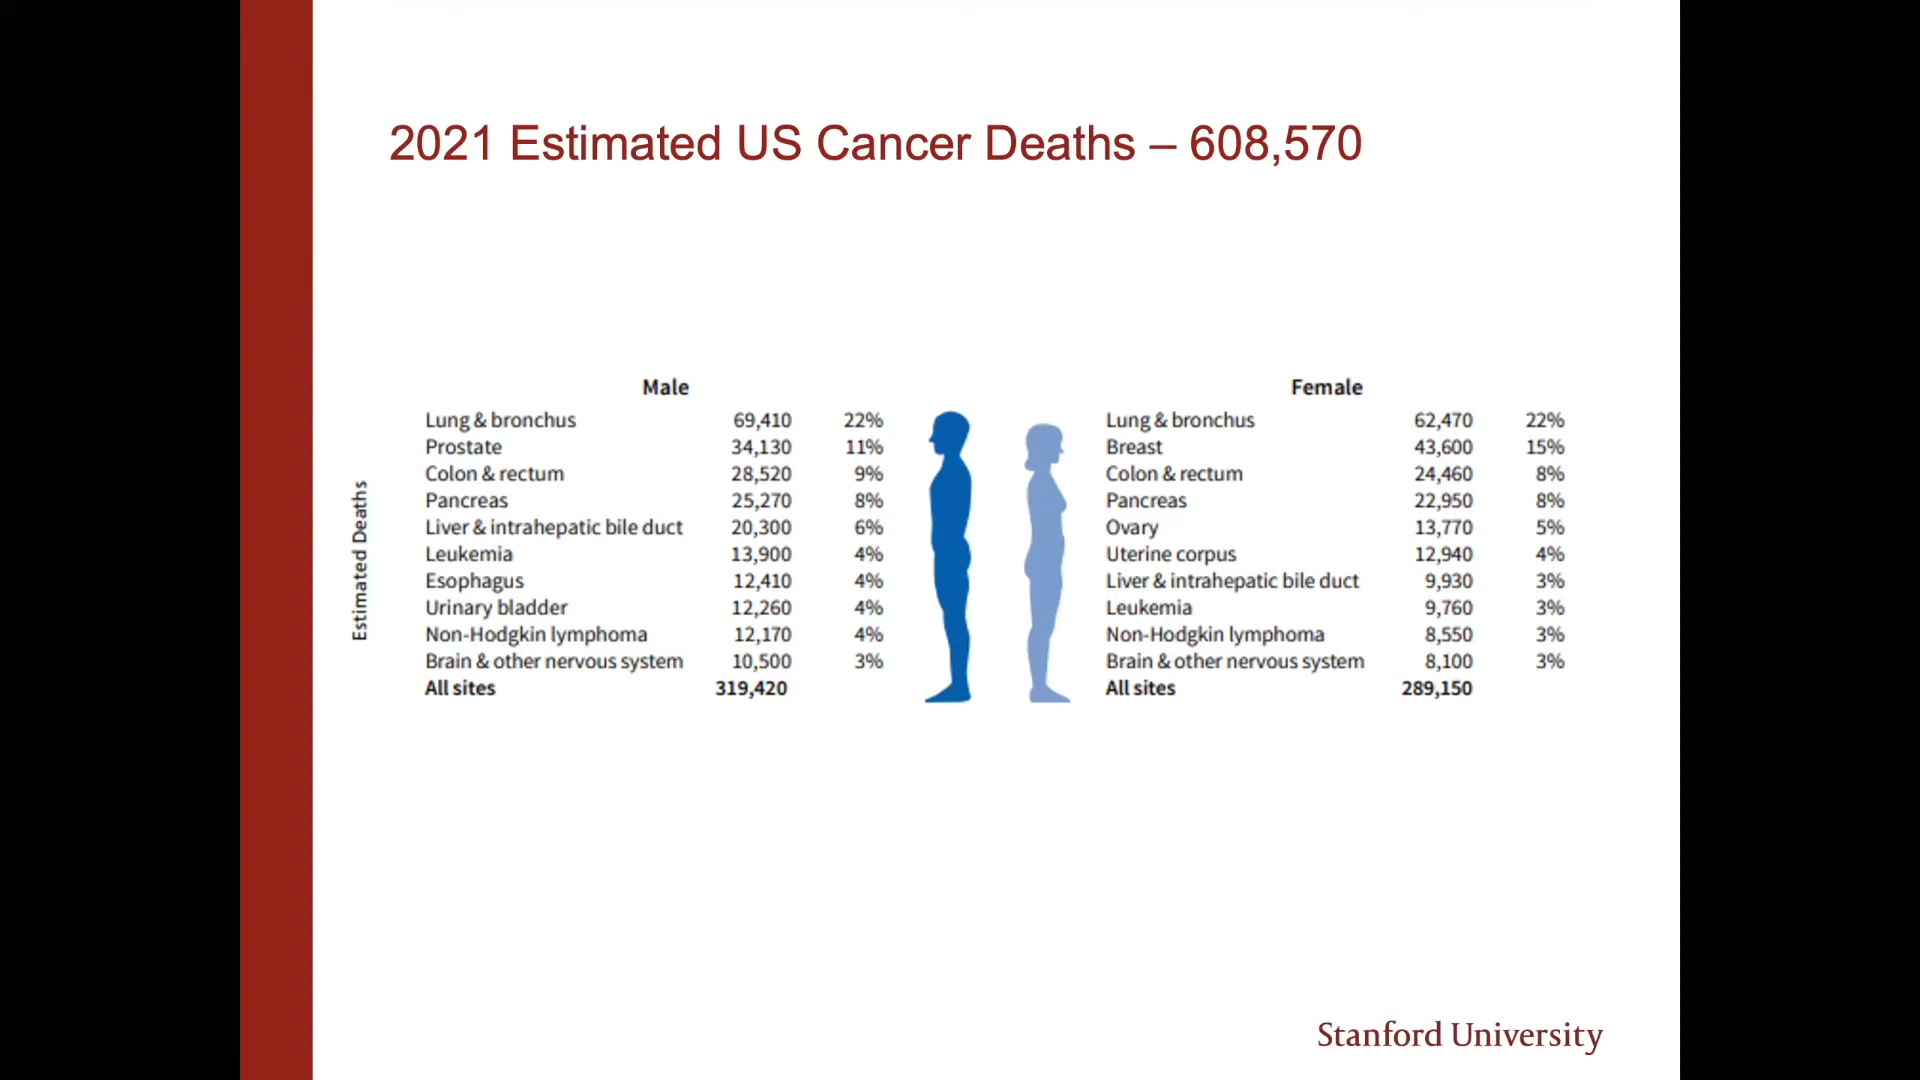 2021 Estimated US Cancer Deaths – 608,570
Estimated Deaths
Male
Lung & bronchus 69,410 22%
Prostate 34,130 11%
Colon & rectum 28,520 9%
Pancreas 25,270 8%
Liver & intrahepatic bile duct 20,300 6%
Leukemia 13,900 4%
Esophagus 12,410 4%
Urinary bladder 12,260 4%
Non-Hodgkin lymphoma 12,170 4%
Brain & other nervous system 10,500 3%
All sites 319,420
Female
Lung & bronchus 62,470 22%
Breast 43,600 15%
Colon & rectum 24,460 8%
Pancreas 22,950 8%
Ovary 13,770 5%
Uterine corpus 12,940 4%
Liver & intrahepatic bile duct 9,930 3%
Leukemia 9,760 3%
Non-Hodgkin lymphoma 8,550 3%
Brain & other nervous system 8,100 3%
All sites 289,150
Stanford University